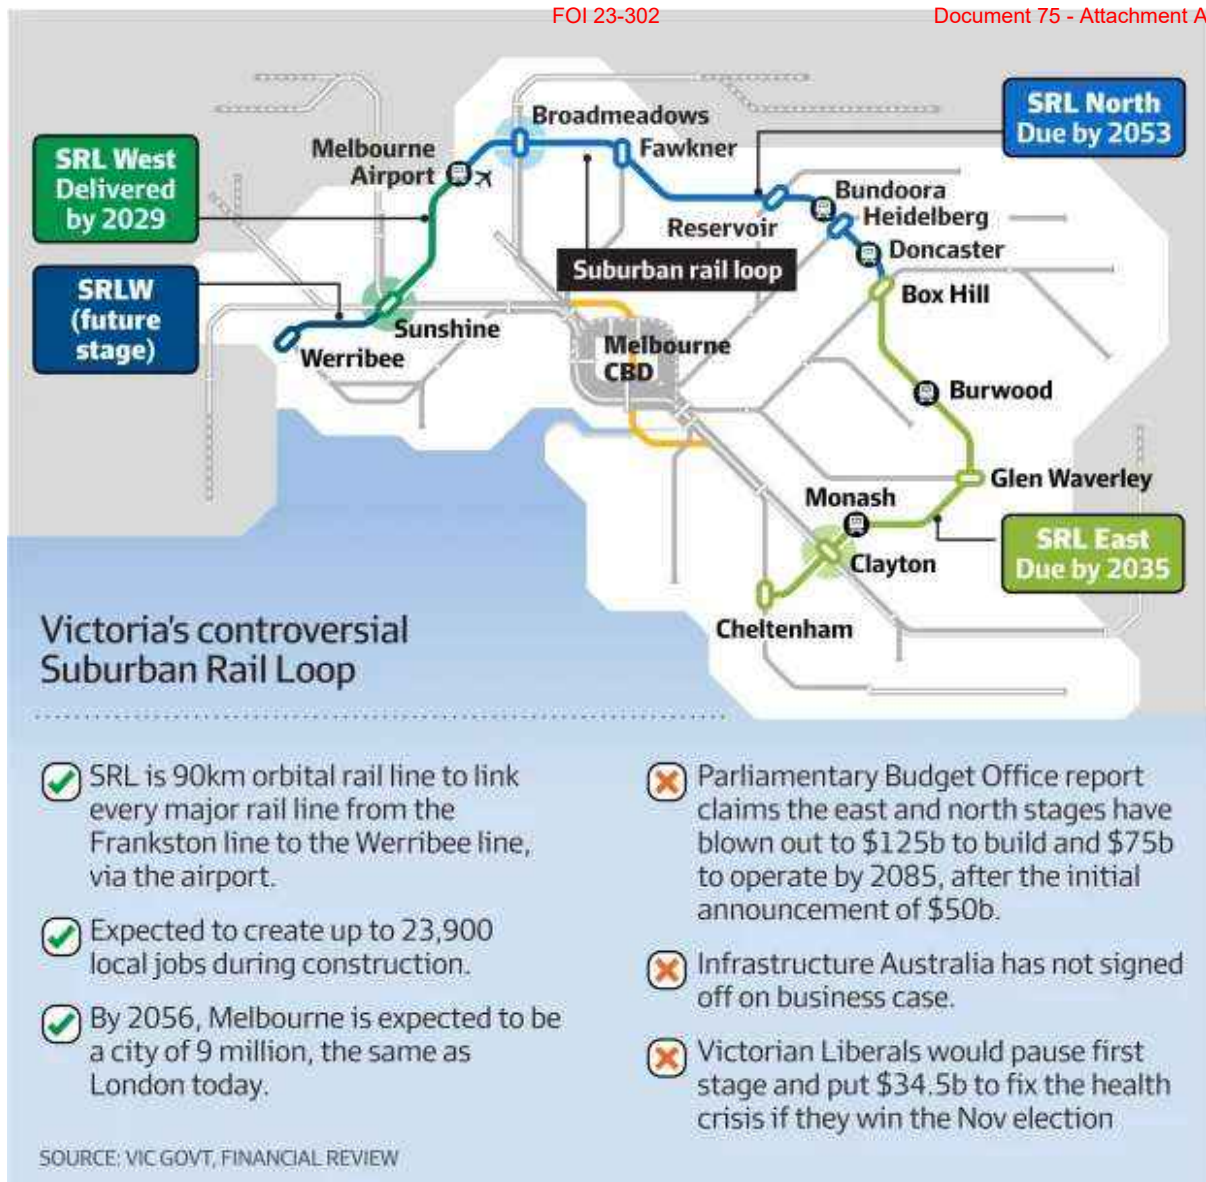 FOI 23-302
Document 75 - Attachment A
SRL North
Due by 2053
Broadmeadows
Melbourne
Airport
Fawkner
SRL West
Delivered
by 2029
Bundoora
Reservoir
Heidelberg
Doncaster
Suburban rail loop
SRLW
(future
stage)
Box Hill
Sunshine
Werribee
Melbourne
CBD
Burwood
Glen Waverley
Monash
SRL East
Due by 2035
Clayton
Cheltenham
Victoria's controversial
Suburban Rail Loop
SRL is 90km orbital rail line to link
every major rail line from the
Frankston line to the Werribee line,
via the airport.
Expected to create up to 23,900
local jobs during construction.
By 2056, Melbourne is expected to be
a city of 9 million, the same as
London today.
Parliamentary Budget Office report
claims the east and north stages have
blown out to $125b to build and $75b
to operate by 2085, after the initial
announcement of $50b.
Infrastructure Australia has not signed
off on business case.
Victorian Liberals would pause first
stage and put $34.5b to fix the health
crisis if they win the Nov election
SOURCE: VIC GOVT, FINANCIAL REVIEW